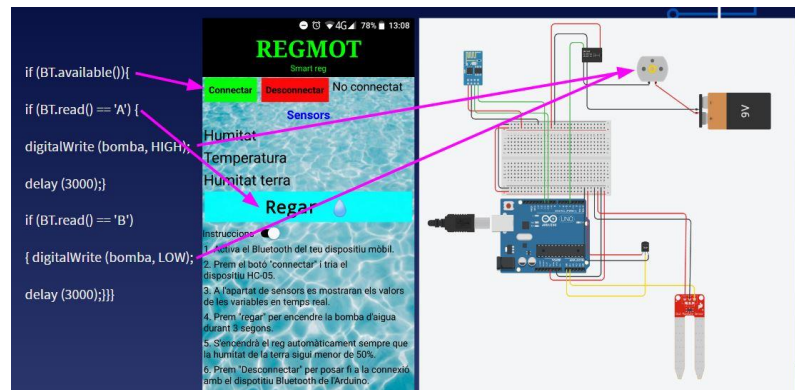 if (BT.available()){
if (BT.read() == 'A') {
digitalWrite (bomba, HIGH);
delay (3000);}
if (BT.read() == 'B')
{ digitalWrite (bomba, LOW);
delay (3000);}}}
4G 78% 13:08
REGMOT
Smart reg
Connectar Desconnectar No connectat
Sensors
Humitat
Temperatura
Humitat terra
Regar
Instruccions
1. Activa el Bluetooth del teu dispositiu mòbil.
2. Prem el botó "connectar" i tria el
dispositiu HC-05.
3. A l'apartat de sensors es mostraran els valors
de les variables en temps real.
4. Prem "regar" per encendre la bomba d'aigua
durant 3 segons.
5. S'encendrà el reg automàticament sempre que
la humitat de la terra sigui menor de 50%.
6. Prem "Desconnectar" per posar fi a la connexió
amb el dispotitiu Bluetooth de l'Arduino.
9V
UNO